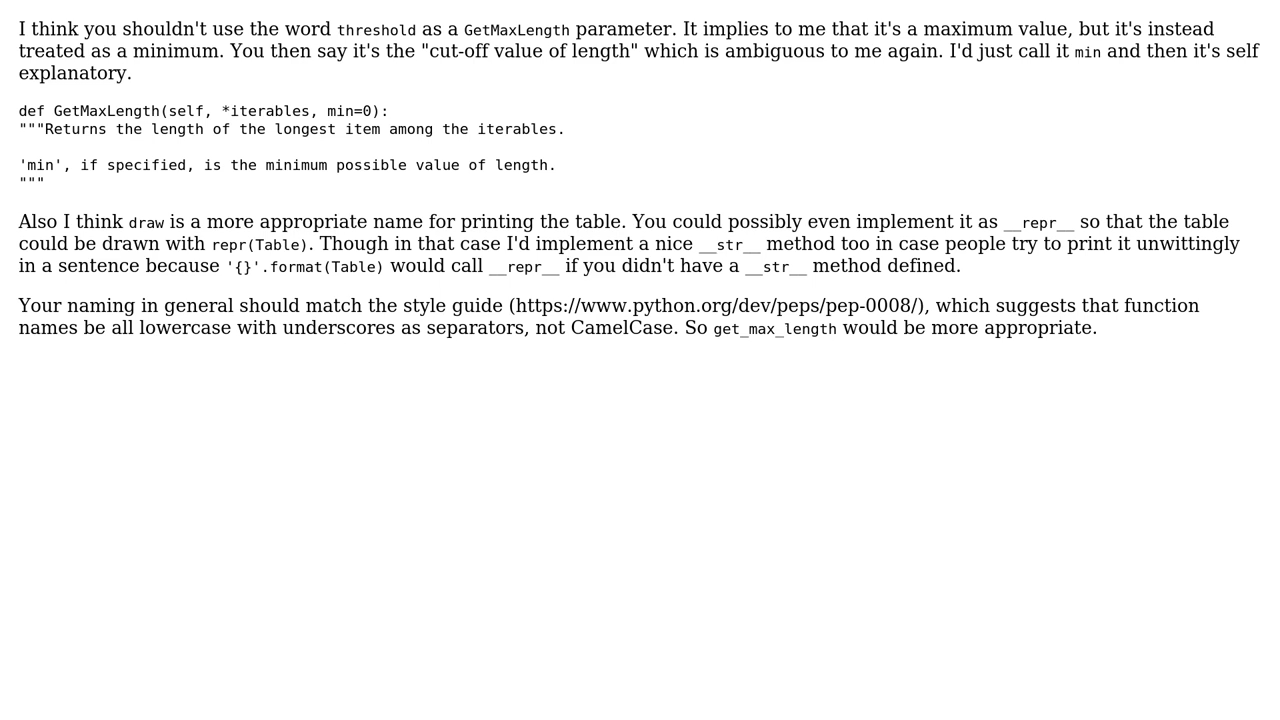 I think you shouldn't use the word threshold as a GetMaxLength parameter. It implies to me that it's a maximum value, but it's instead
treated as a minimum. You then say it's the "cut-off value of length" which is ambiguous to me again. I'd just call it min and then it's self
explanatory.
def GetMaxLength(self, *iterables, min=0):
"""Returns the length of the longest item among the iterables.
'min', if specified, is the minimum possible value of length.
"""
Also I think draw is a more appropriate name for printing the table. You could possibly even implement it as __repr__ so that the table
could be drawn with repr(Table). Though in that case I'd implement a nice __str__ method too in case people try to print it unwittingly
in a sentence because '{}'.format(Table) would call __repr__ if you didn't have a __str__ method defined.
Your naming in general should match the style guide (https://www.python.org/dev/peps/pep-0008/), which suggests that function
names be all lowercase with underscores as separators, not CamelCase. So get_max_length would be more appropriate.